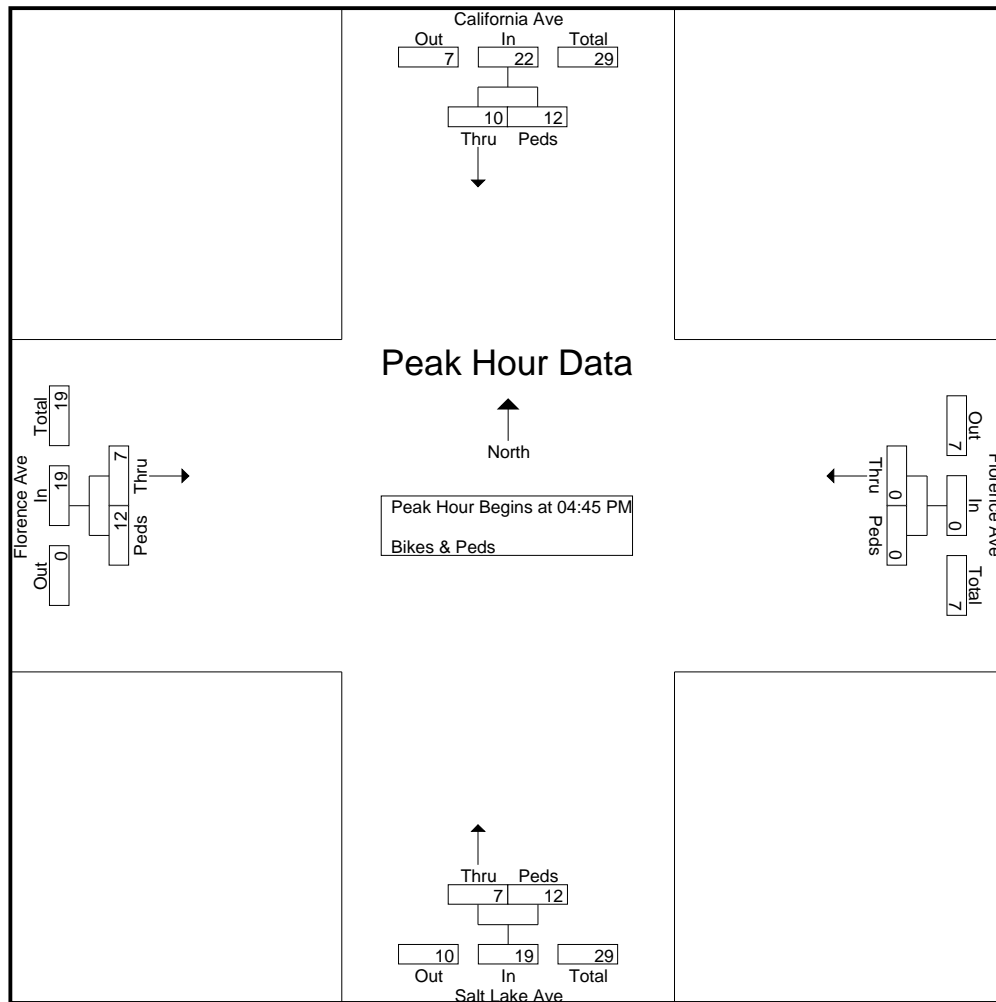 California Ave
Out In Total
7 22 29
10 12
Thru Peds
Peak Hour Data
North
Peak Hour Begins at 04:45 PM
Bikes & Peds
Florence Ave
Out In Total
0 19 19
12 7
Peds Thru
Florence Ave
Out In Total
7 0 7
0 0
Thru Peds
Thru Peds
7 12
10 19 29
Out In Total
Salt Lake Ave